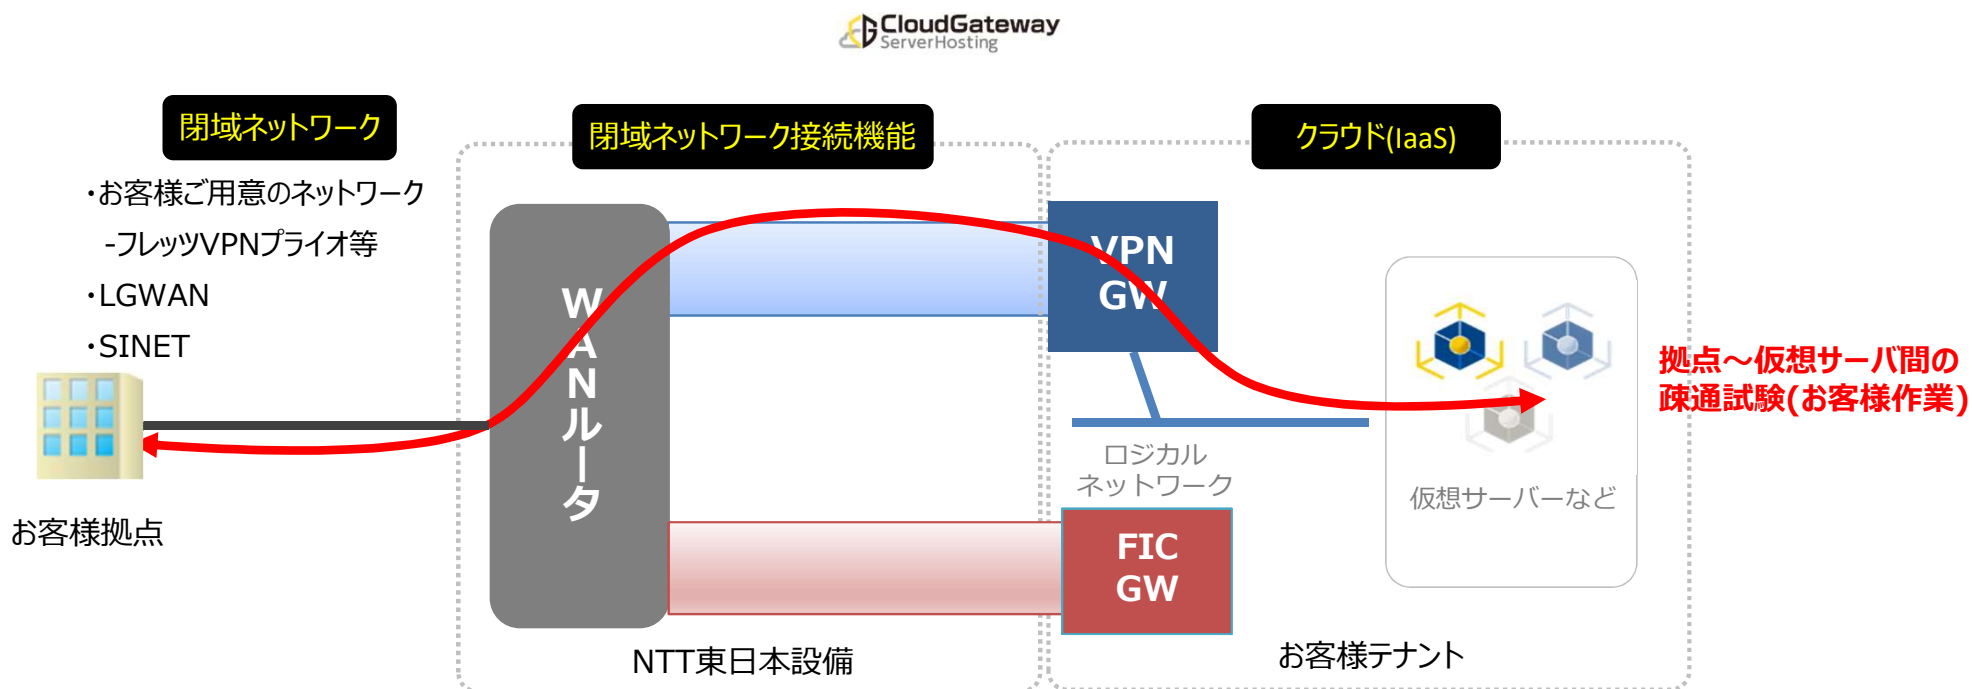 CloudGateway
ServerHosting
閉域ネットワーク
閉域ネットワーク接続機能
クラウド(IaaS)
・お客様ご用意のネットワーク
-フレッツVPNプライオ等
・LGWAN
・SINET
WANルータ
VPN
GW
拠点～仮想サーバ間の
疎通試験(お客様作業)
ロジカル
ネットワーク
仮想サーバーなど
お客様拠点
FIC
GW
NTT東日本設備
お客様テナント